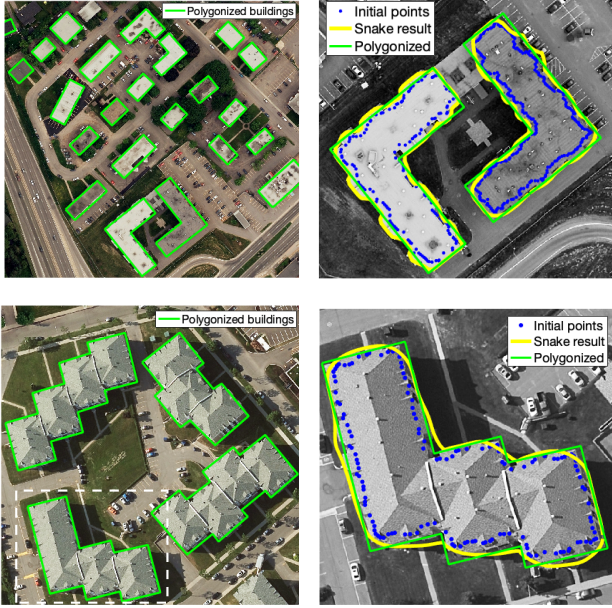 Polygonized buildings
Initial points
Snake result
Polygonized
Polygonized buildings
Initial points
Snake result
Polygonized